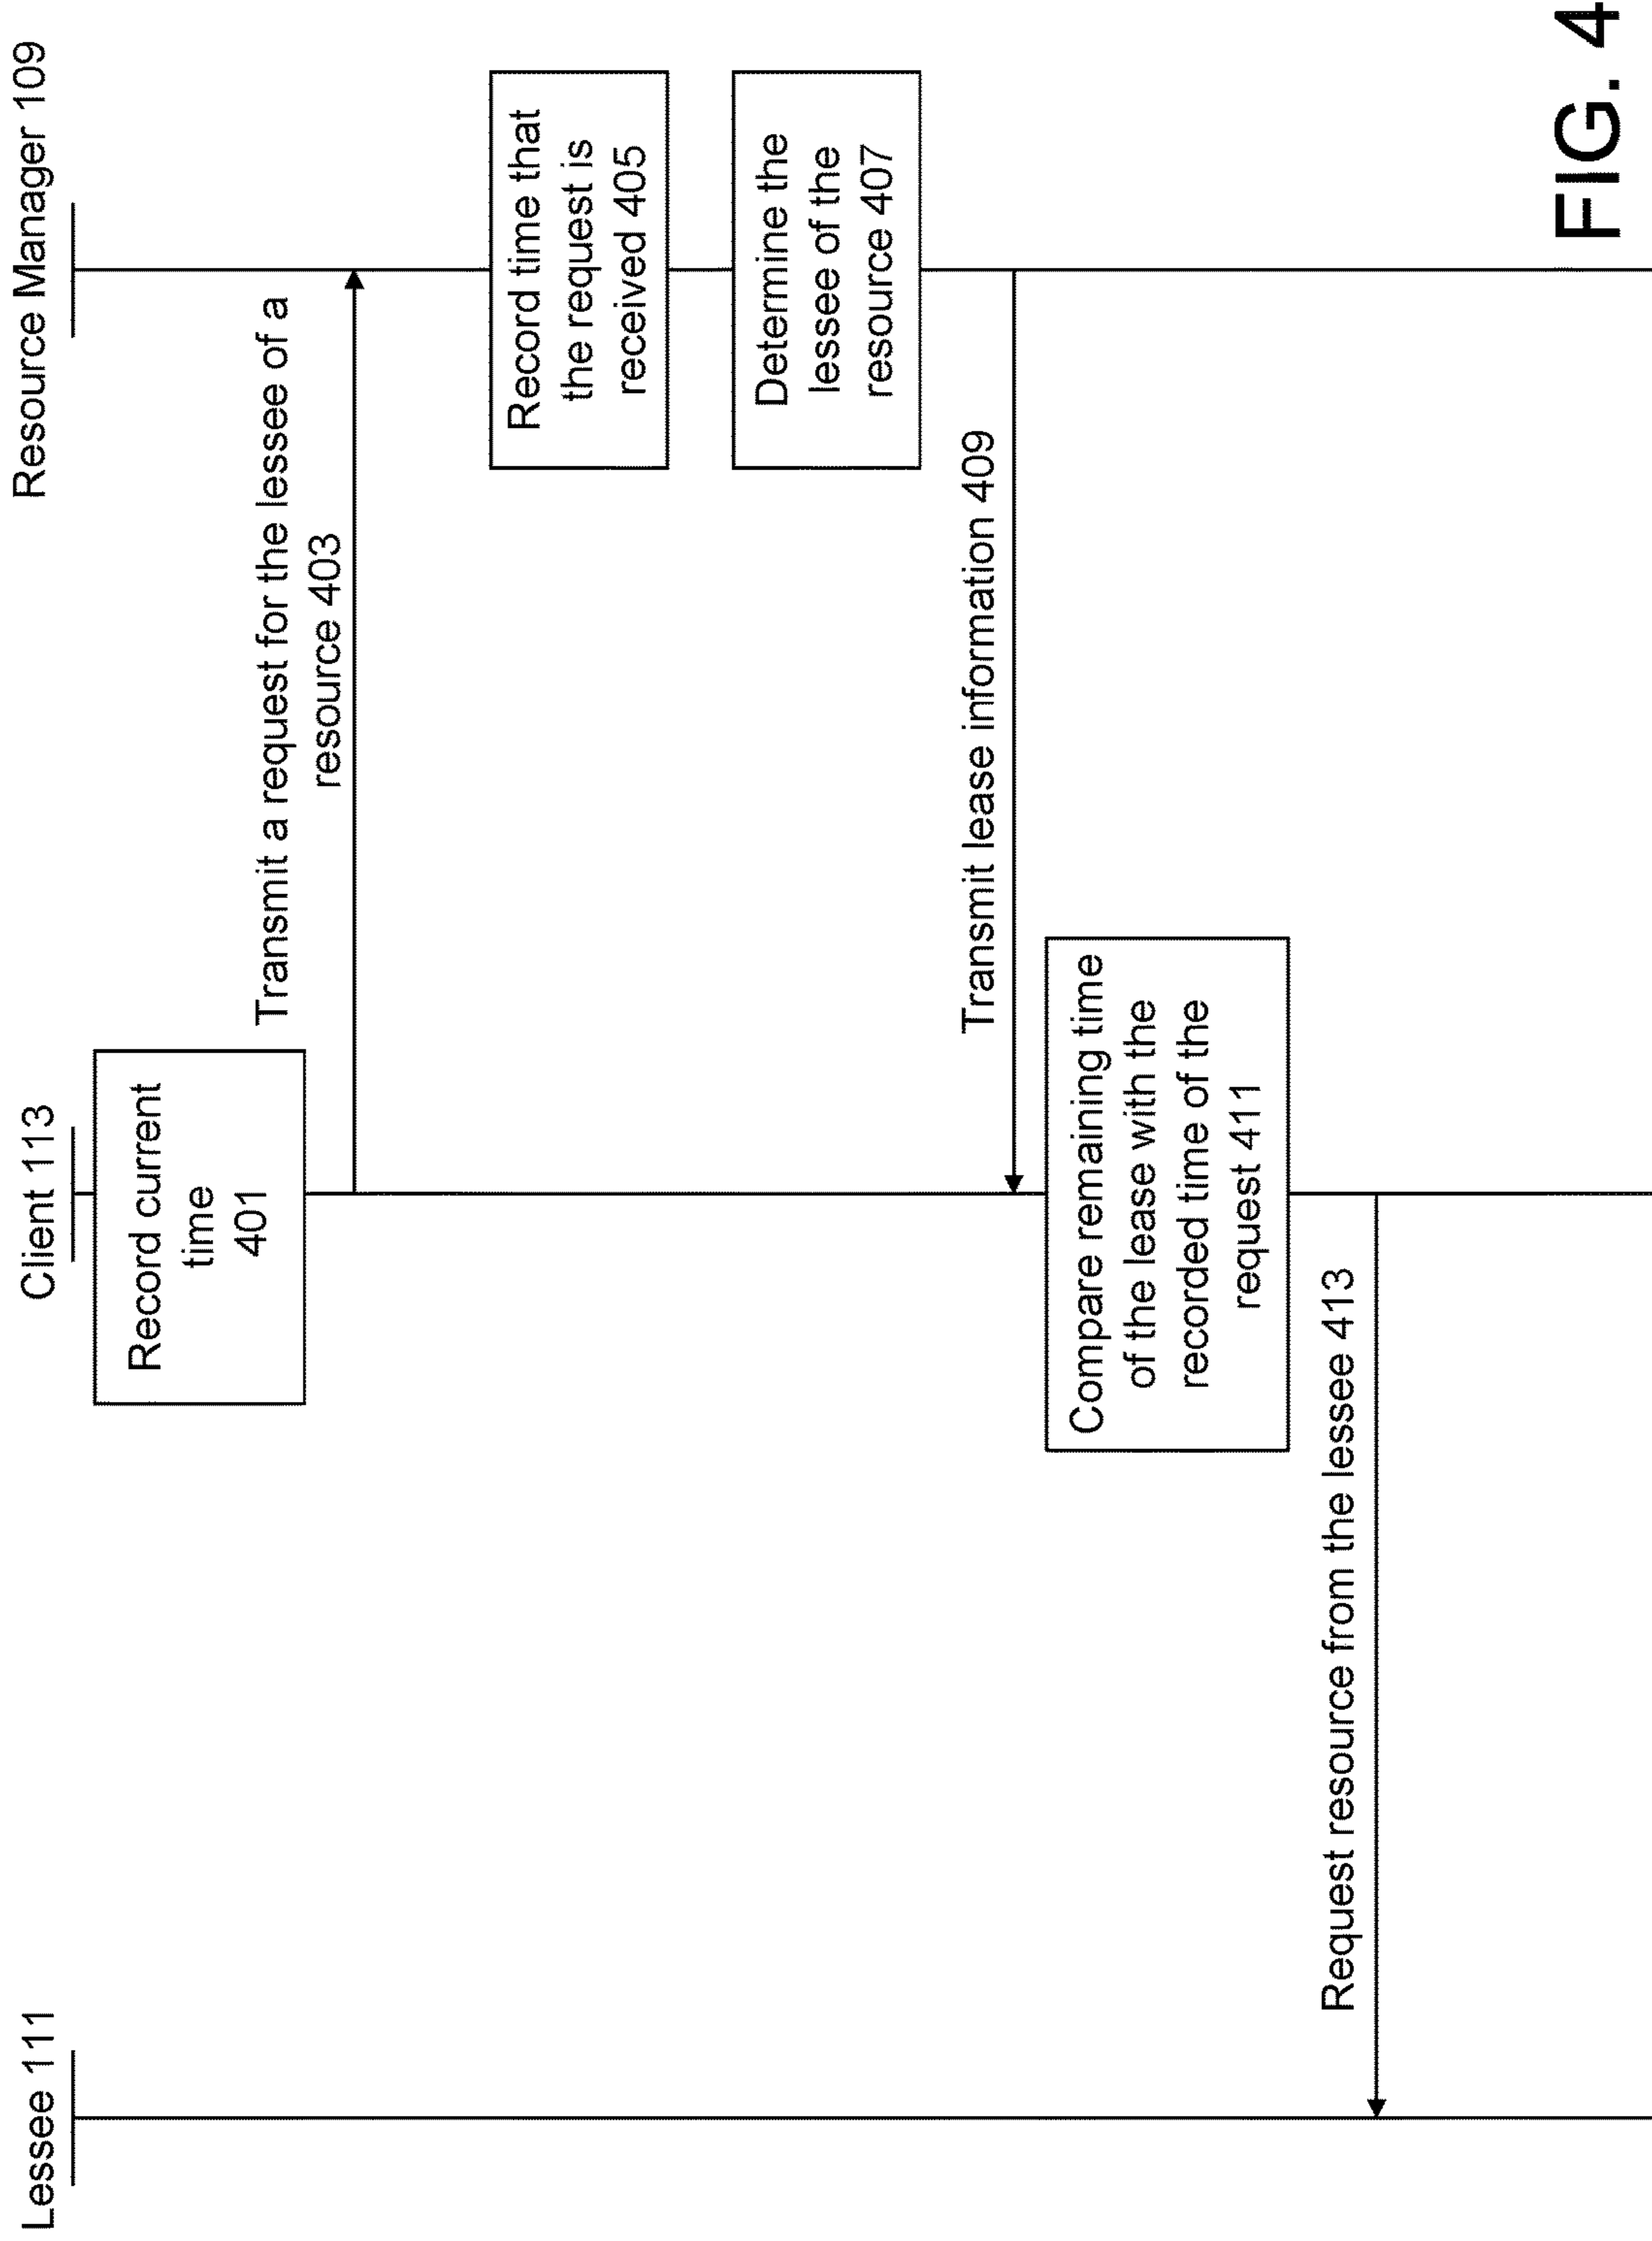 Lessee 111
Client 113
Resource Manager 109
Record current
time
401
Transmit a request for the lessee of a
resource 403
Record time that
the request is
received 405
Determine the
lessee of the
resource 407
Transmit lease information 409
Compare remaining time
of the lease with the
recorded time of the
request 411
Request resource from the lessee 413
FIG. 4